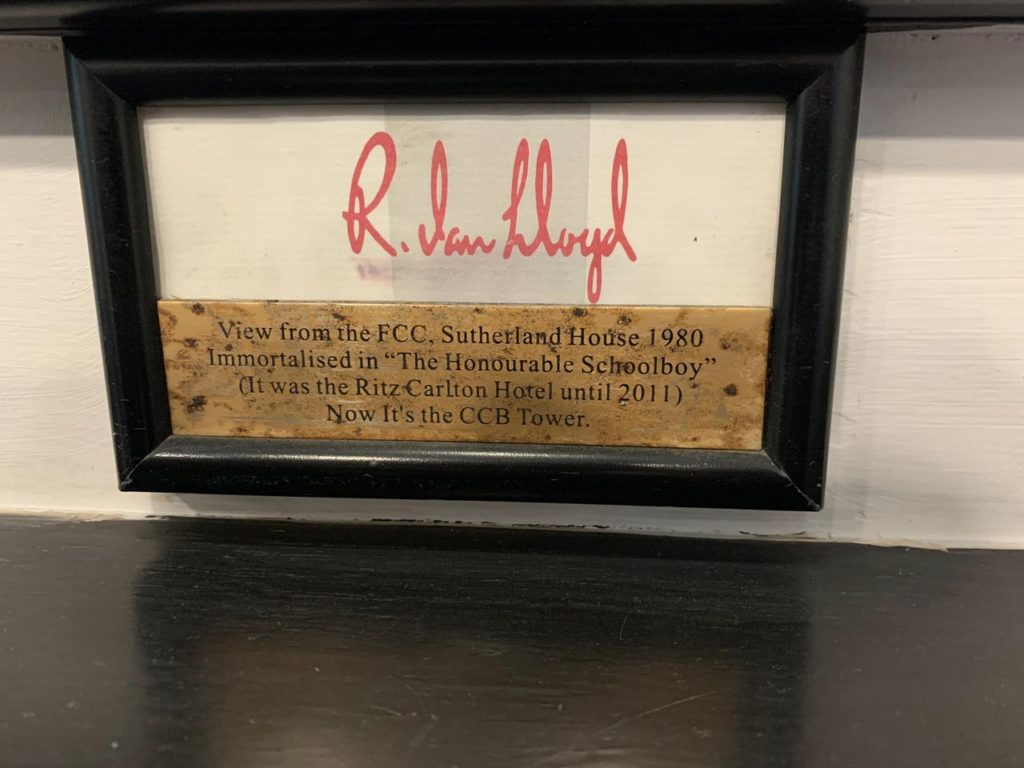 R. Ian Lloyd
View from the FCC, Sutherland House 1980
Immortalised in “The Honourable Schoolboy”
(It was the Ritz Carlton Hotel until 2011)
Now It's the CCB Tower.